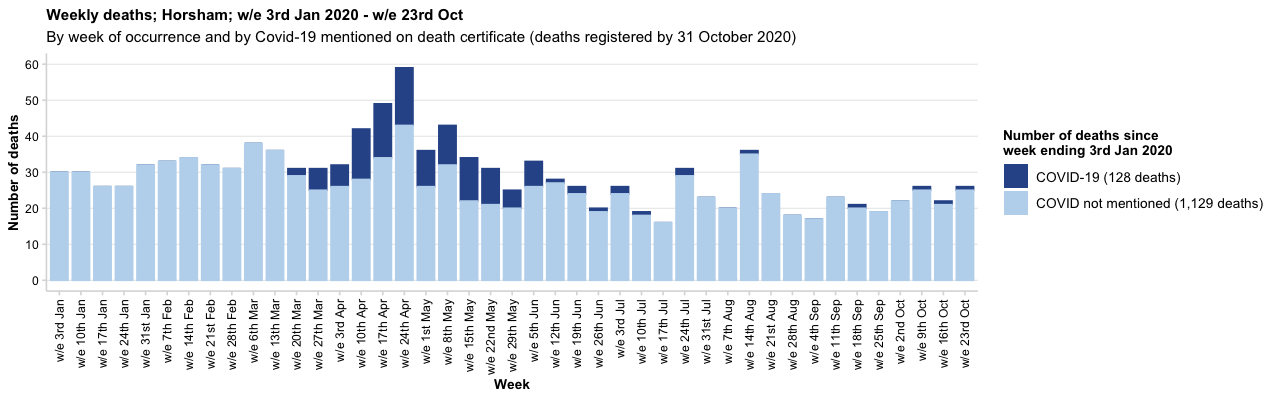 Weekly deaths; Horsham; w/e 3rd Jan 2020 - w/e 23rd Oct
By week of occurrence and by Covid-19 mentioned on death certificate (deaths registered by 31 October 2020)
Number of deaths
60
50
40
30
20
10
0
w/e 3rd Jan
w/e 10th Jan
w/e 17th Jan
w/e 24th Jan
w/e 31st Jan
w/e 7th Feb
w/e 14th Feb
w/e 21st Feb
w/e 28th Feb
w/e 6th Mar
w/e 13th Mar
w/e 20th Mar
w/e 27th Mar
w/e 3rd Apr
w/e 10th Apr
w/e 17th Apr
w/e 24th Apr
w/e 1st May
w/e 8th May
w/e 15th May
w/e 22nd May
w/e 29th May
w/e 5th Jun
w/e 12th Jun
w/e 19th Jun
w/e 26th Jun
w/e 3rd Jul
w/e 10th Jul
w/e 17th Jul
w/e 24th Jul
w/e 31st Jul
w/e 7th Aug
w/e 14th Aug
w/e 21st Aug
w/e 28th Aug
w/e 4th Sep
w/e 11th Sep
w/e 18th Sep
w/e 25th Sep
w/e 2nd Oct
w/e 9th Oct
w/e 16th Oct
w/e 23rd Oct
Week
Number of deaths since
week ending 3rd Jan 2020
COVID-19 (128 deaths)
COVID not mentioned (1,129 deaths)